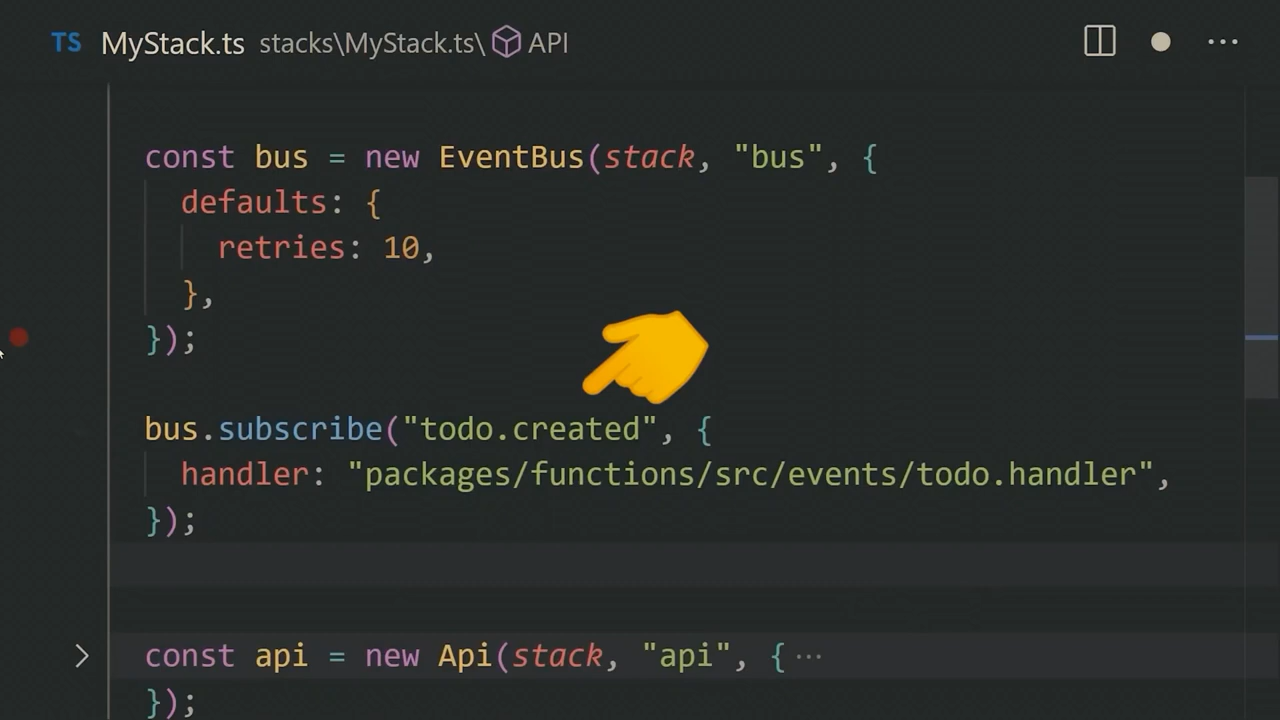 TS MyStack.ts stacks\MyStack.ts\ API ···
const bus = new EventBus(stack, "bus", {
defaults: {
retries: 10,
},
});
bus.subscribe("todo.created", {
handler: "packages/functions/src/events/todo.handler",
});
const api = new Api(stack, "api", { ···
});